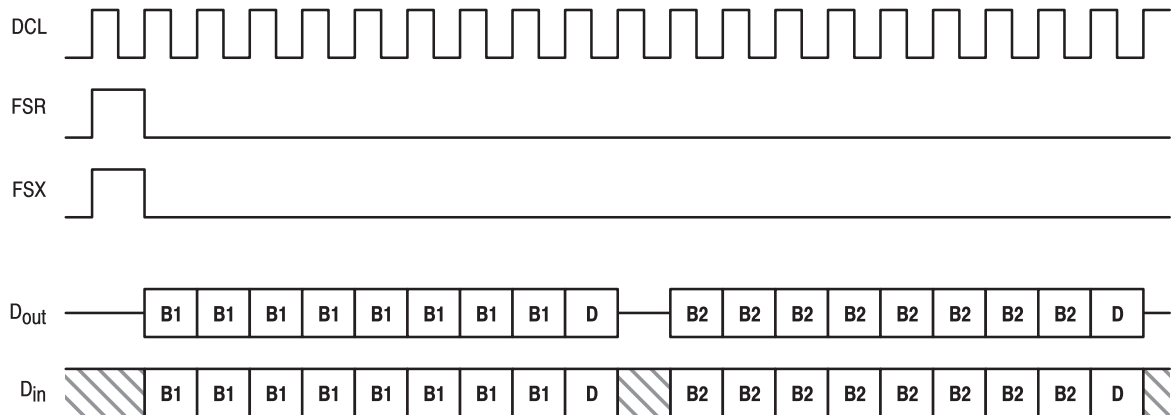 DCL
FSR
FSX
Dout B1 B1 B1 B1 B1 B1 B1 B1 D B2 B2 B2 B2 B2 B2 B2 B2 D
Din B1 B1 B1 B1 B1 B1 B1 B1 D B2 B2 B2 B2 B2 B2 B2 B2 D